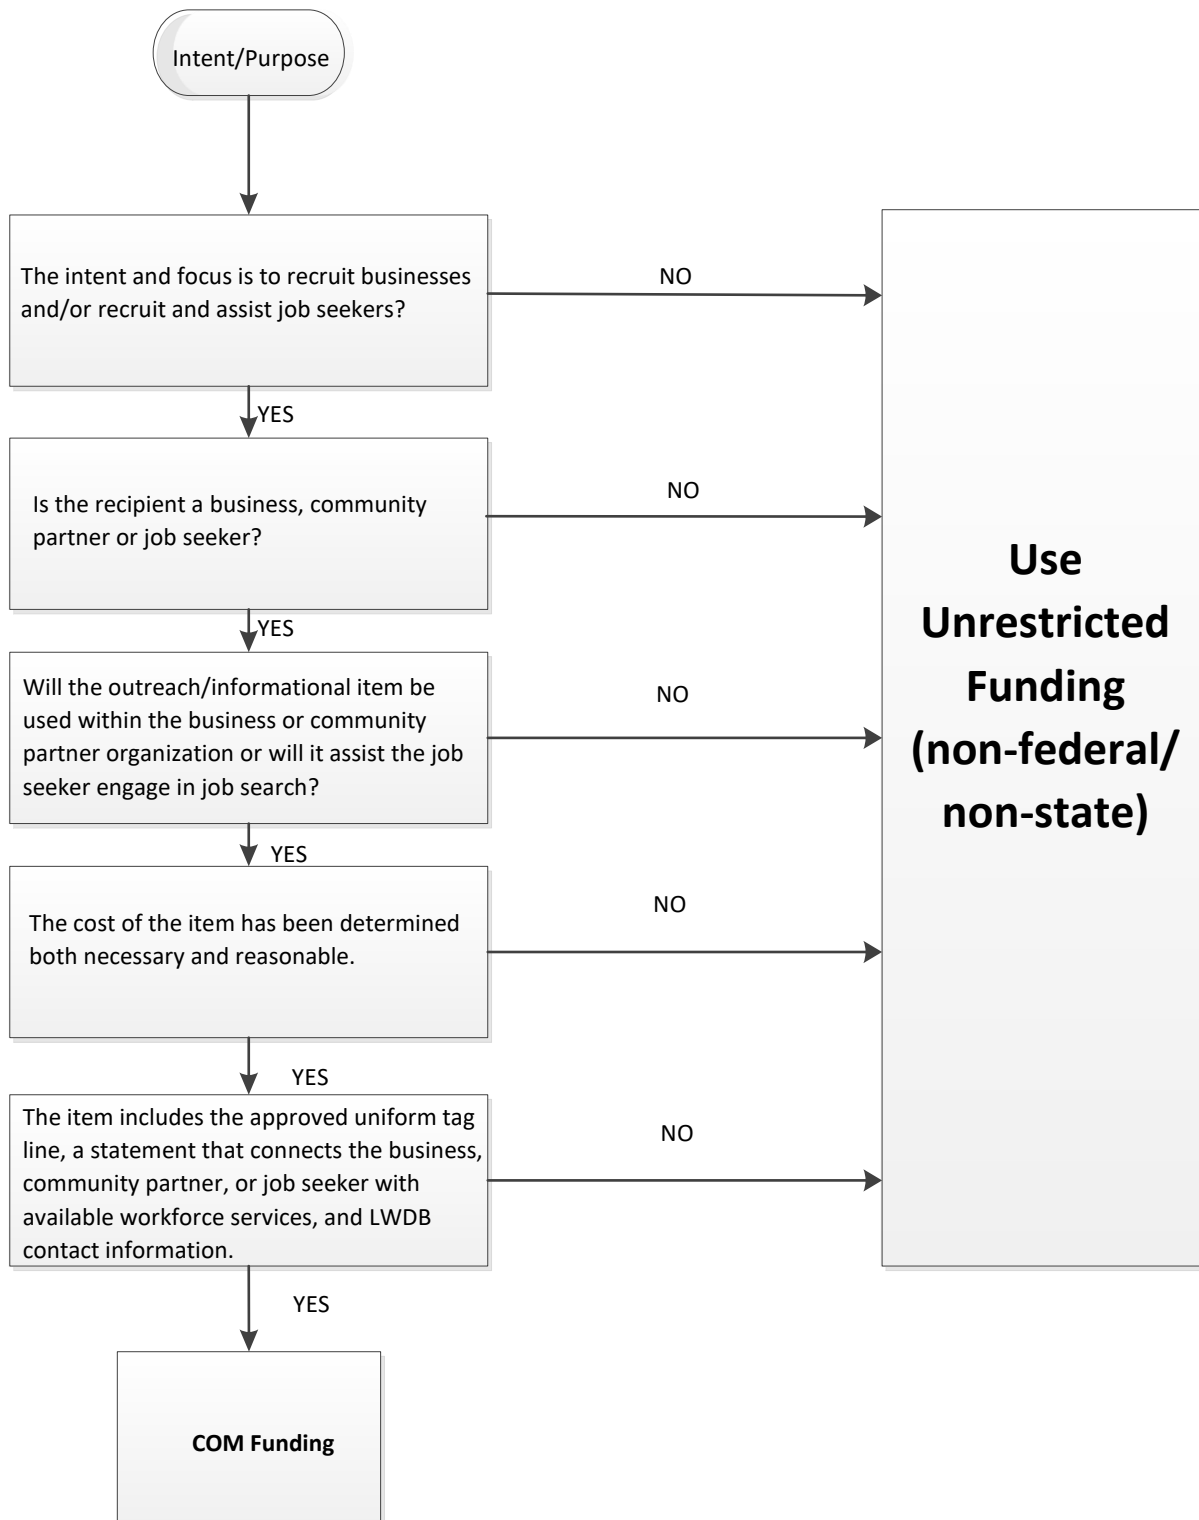 Intent/Purpose
The intent and focus is to recruit businesses
and/or recruit and assist job seekers?
NO
YES
Is the recipient a business, community
partner or job seeker?
NO
YES
Will the outreach/informational item be
used within the business or community
partner organization or will it assist the job
seeker engage in job search?
NO
YES
The cost of the item has been determined
both necessary and reasonable.
NO
YES
The item includes the approved uniform tag
line, a statement that connects the business,
community partner, or job seeker with
available workforce services, and LWDB
contact information.
NO
YES
COM Funding
Use
Unrestricted
Funding
(non-federal/
non-state)